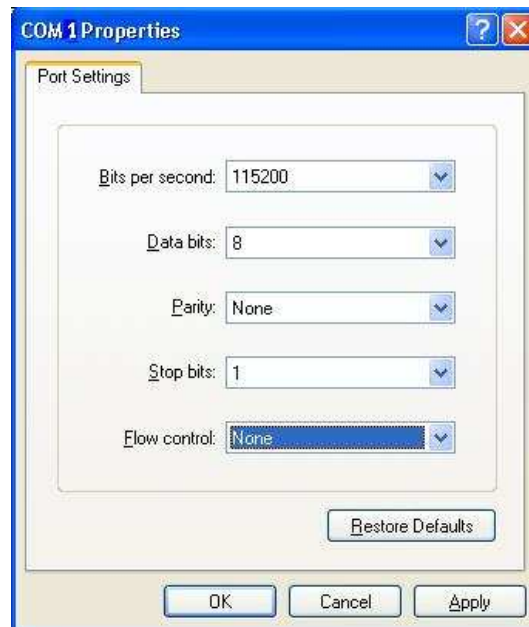 COM 1 Properties
Port Settings
Bits per second: 115200
Data bits: 8
Parity: None
Stop bits: 1
Flow control: None
Restore Defaults
OK Cancel Apply